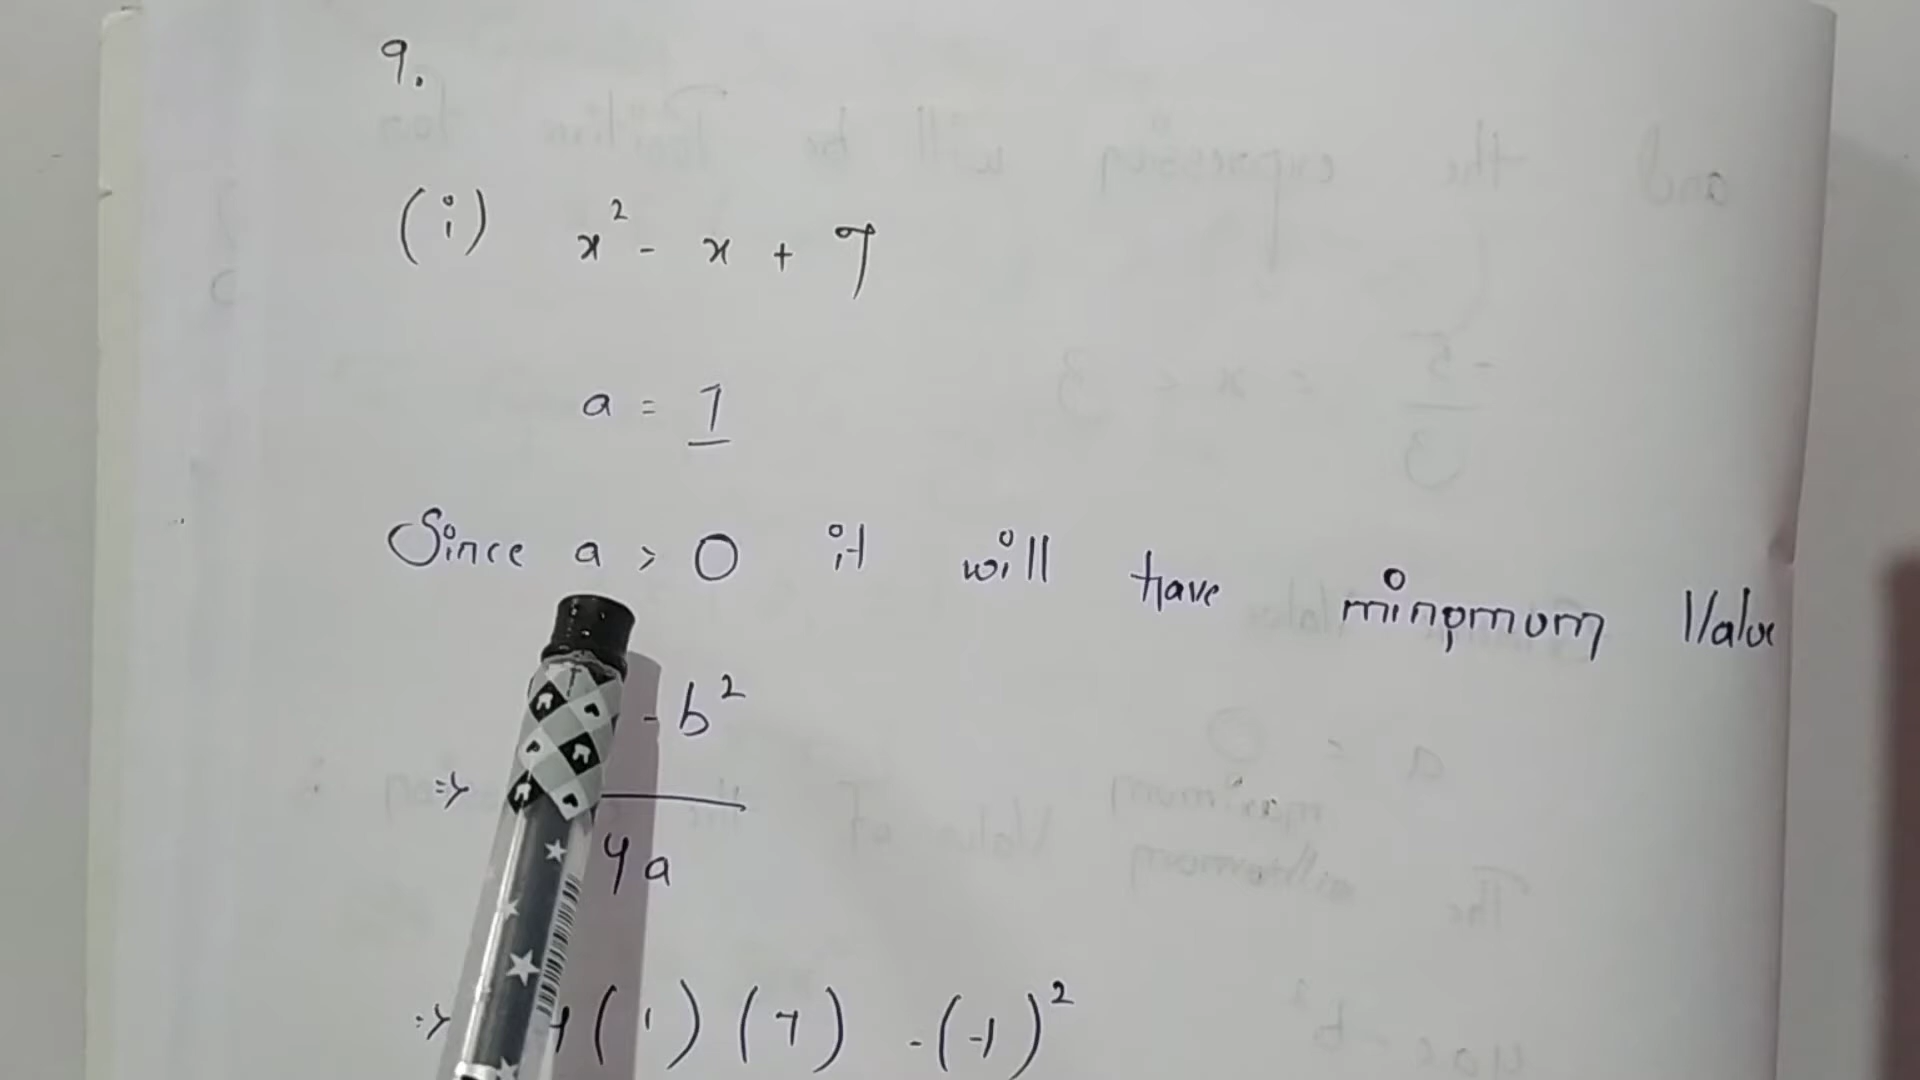 9.
(i) x² - x + 7
a = 1
Since a > 0 it will have minimum Value
=> - b²
4a
=> (1) (7) - (-1)²